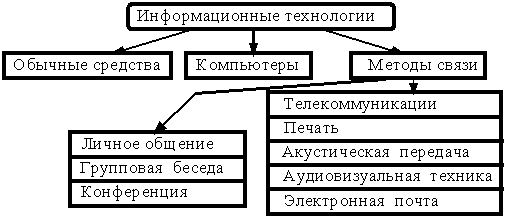 Информационные технологии
Обычные средства
Компьютеры
Методы связи
Личное общение
Групповая беседа
Конференция
Телекоммуникации
Печать
Акустическая передача
Аудиовизуальная техника
Электронная почта